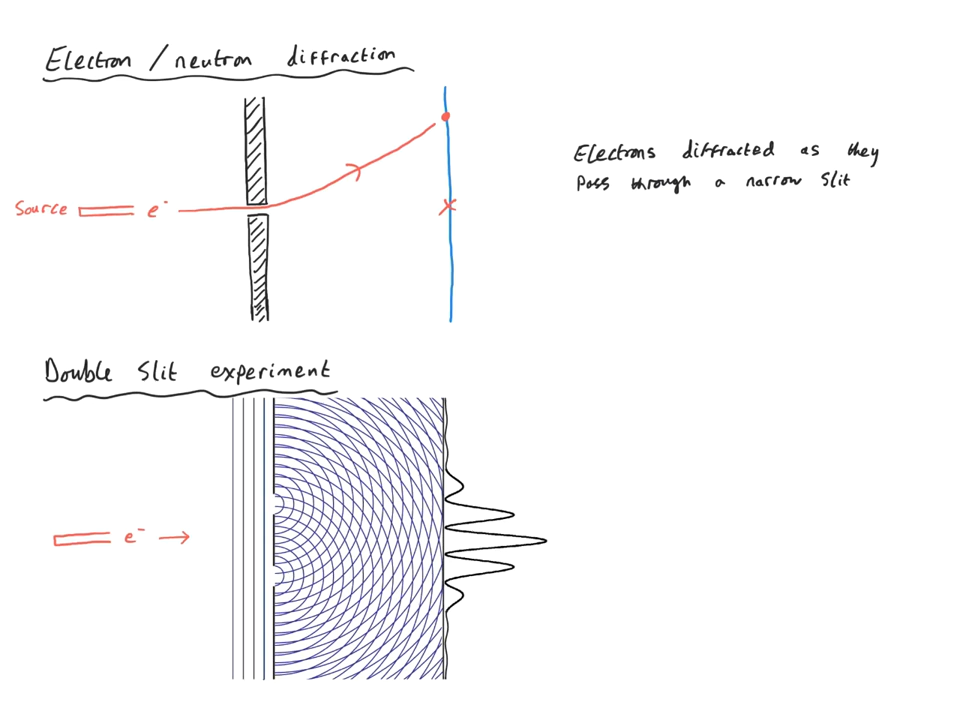 Electron / neutron diffraction
Electrons diffracted as they
Pass through a narrow slit
Source e⁻
Double slit experiment
e⁻